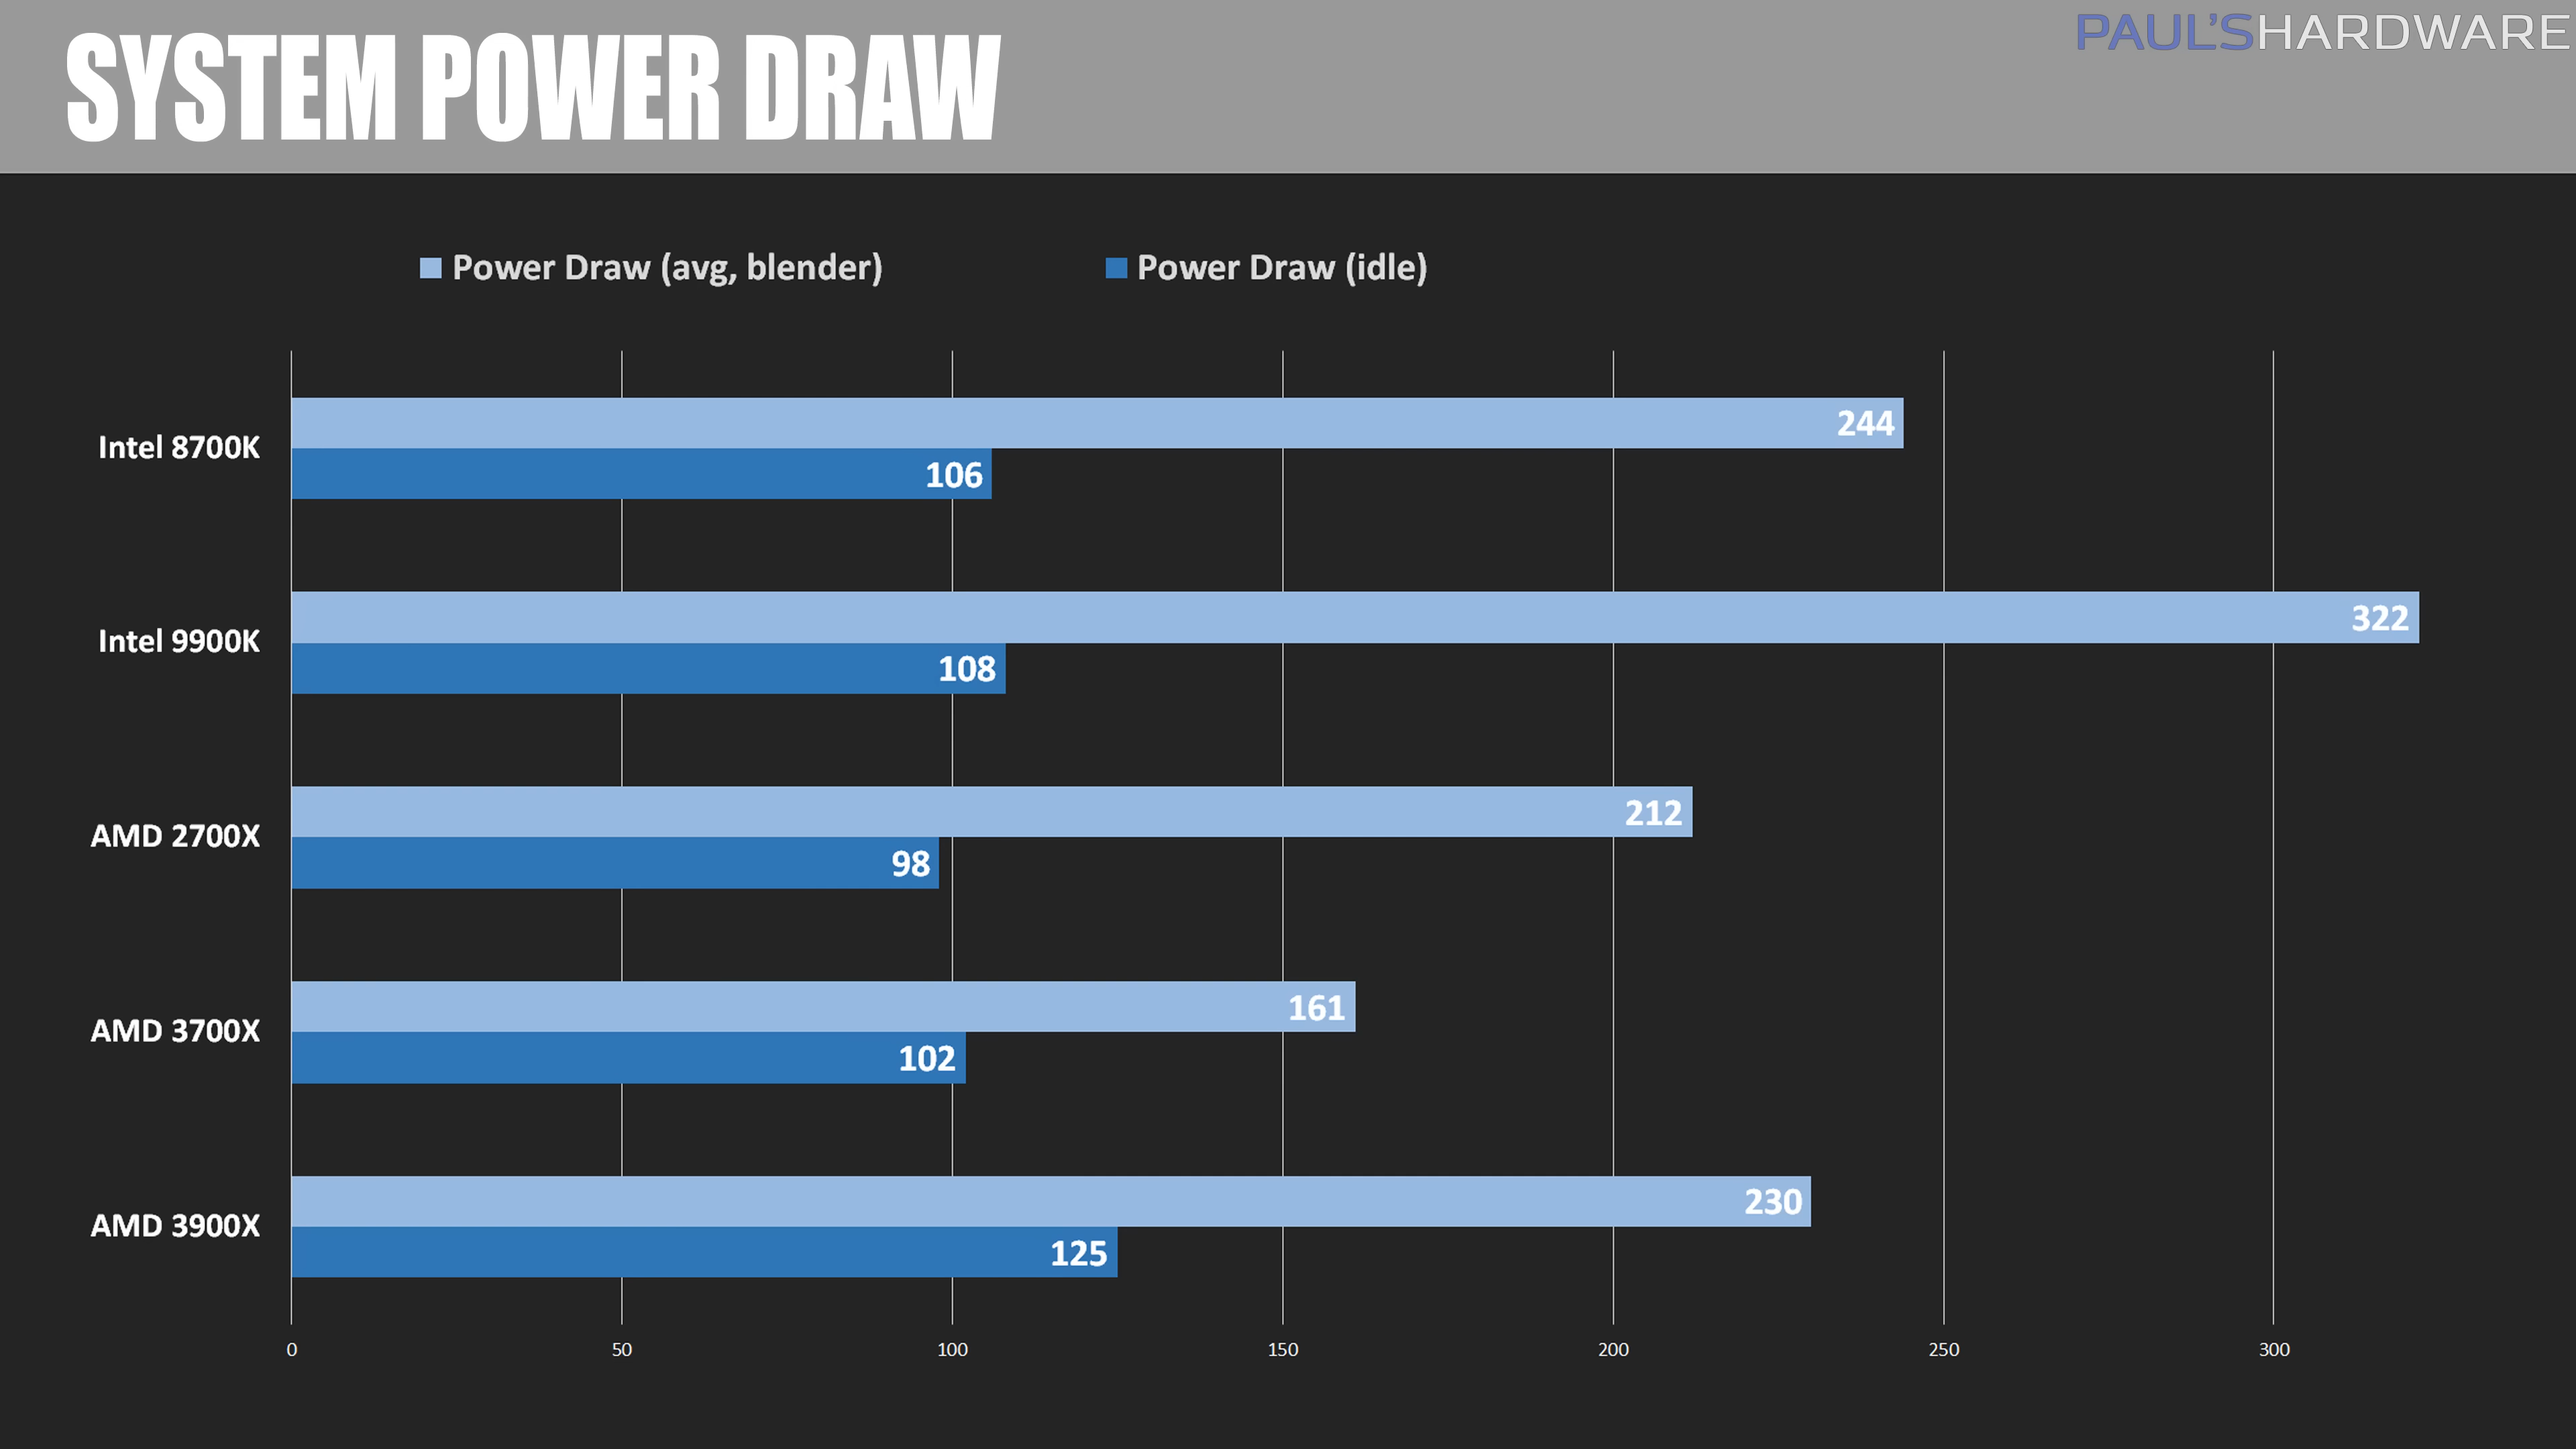 SYSTEM POWER DRAW
PAUL'SHARDWARE
Power Draw (avg, blender)
Power Draw (idle)
Intel 8700K
244
106
Intel 9900K
322
108
AMD 2700X
212
98
AMD 3700X
161
102
AMD 3900X
230
125
0 50 100 150 200 250 300